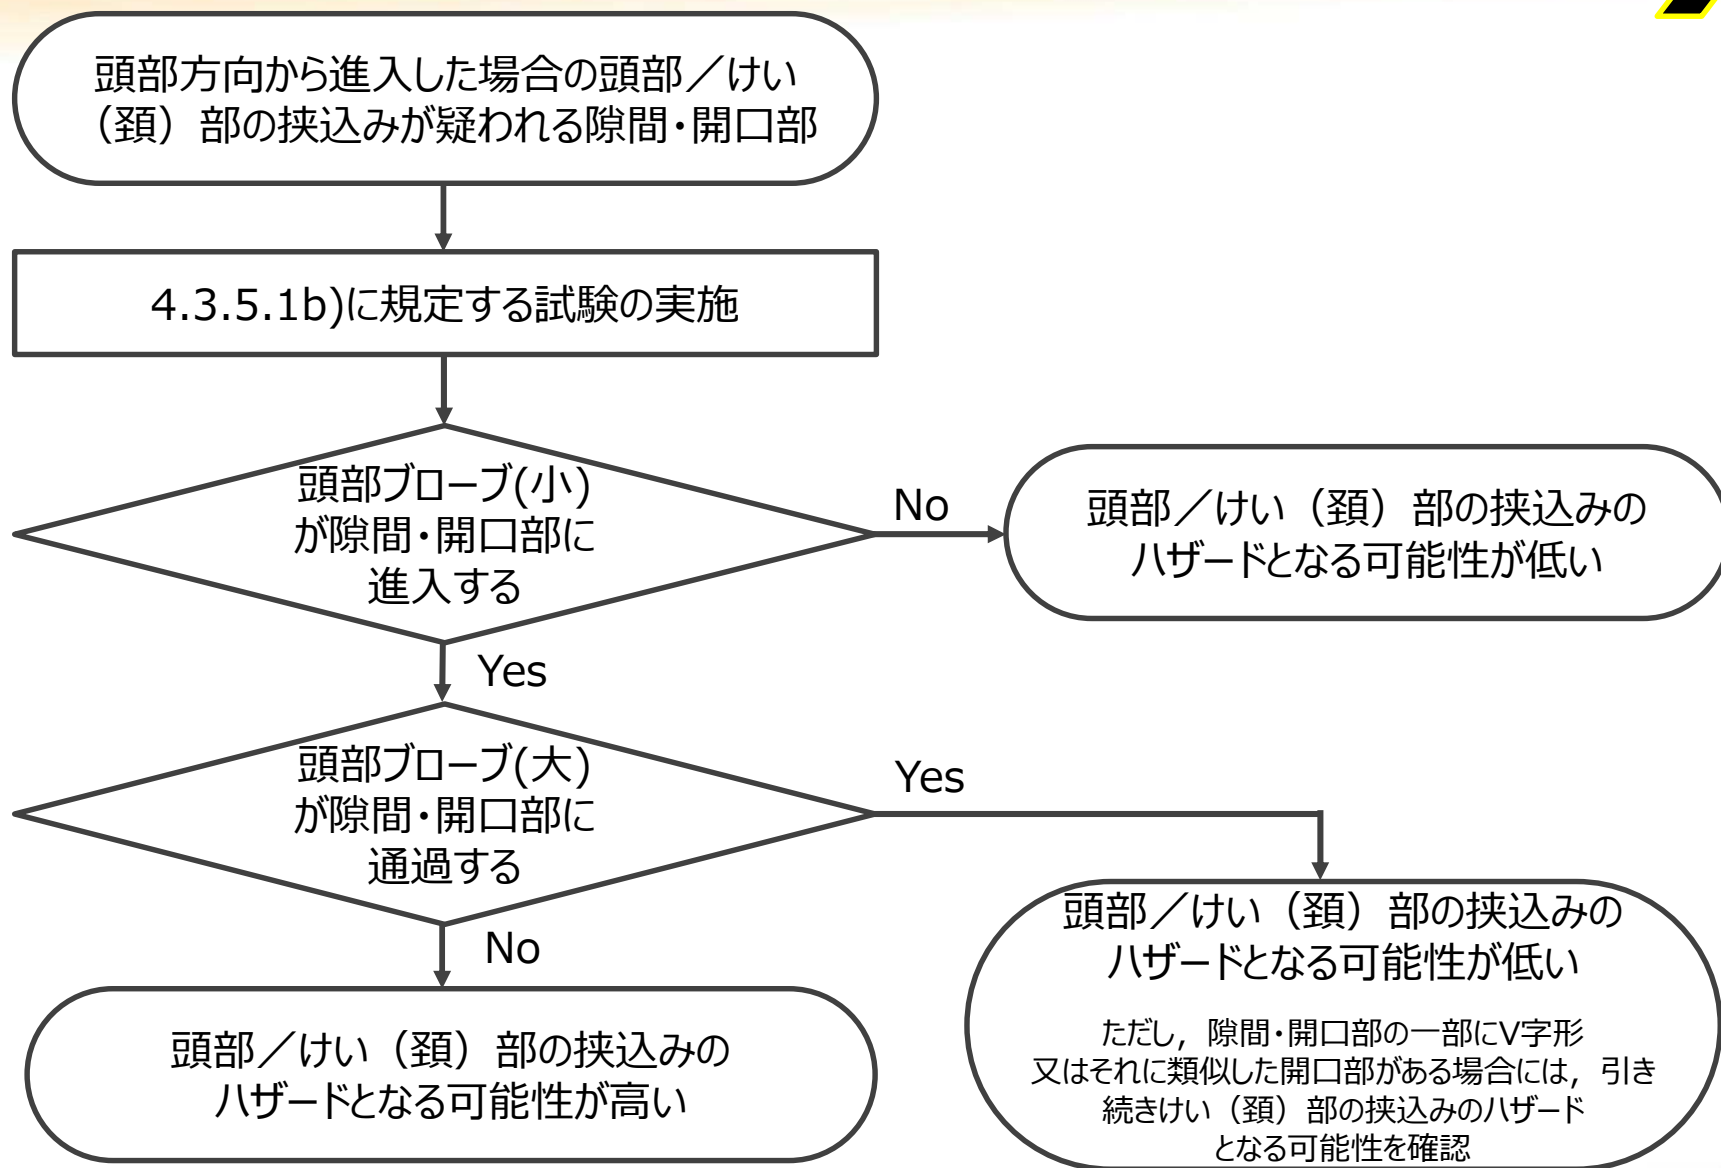 頭部方向から進入した場合の頭部／けい
（頚）部の挟込みが疑われる隙間・開口部
4.3.5.1b)に規定する試験の実施
頭部プローブ(小)
が隙間・開口部に
進入する
No
頭部／けい（頚）部の挟込みの
ハザードとなる可能性が低い
Yes
頭部プローブ(大)
が隙間・開口部に
通過する
Yes
No
頭部／けい（頚）部の挟込みの
ハザードとなる可能性が低い
ただし，隙間・開口部の一部にV字形
又はそれに類似した開口部がある場合には，引き
続きけい（頚）部の挟込みのハザード
となる可能性を確認
頭部／けい（頚）部の挟込みの
ハザードとなる可能性が高い